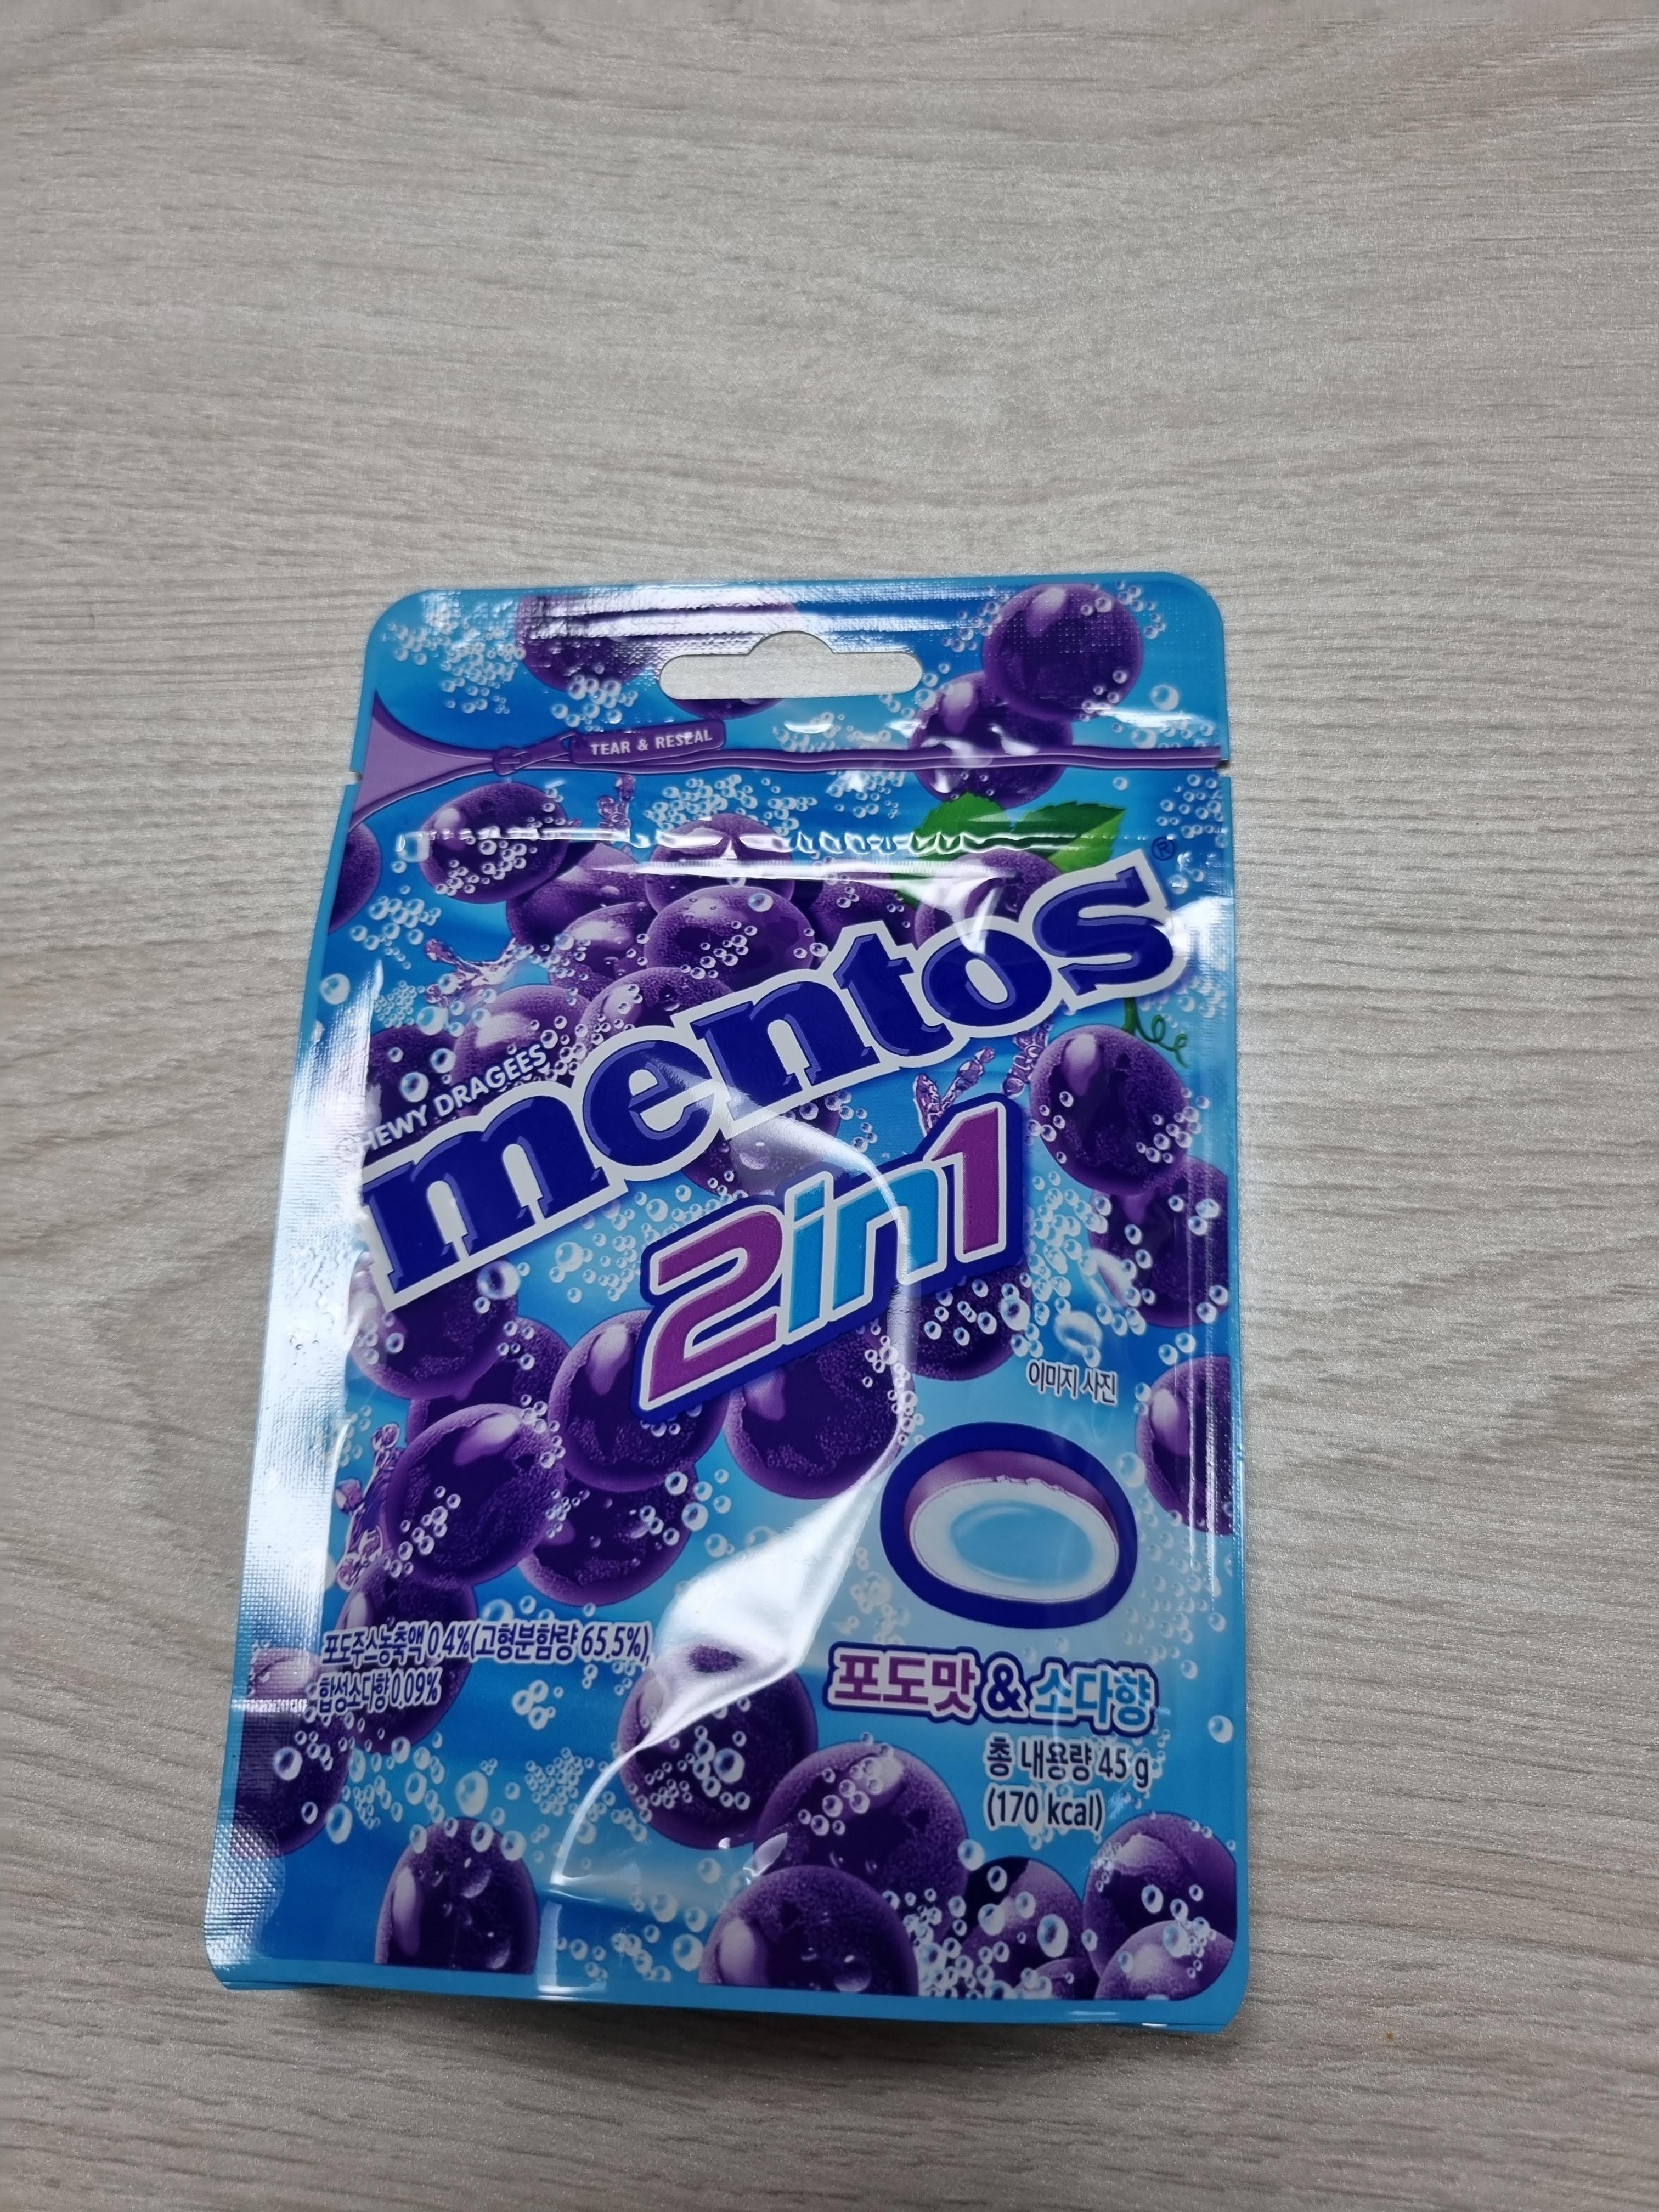 TEAR & RESEAL
CHEWY DRAGEES
mentos®
2in1
이미지 사진
포도주스농축액 0.4%(고형분함량 65.5%),
합성소다향 0.09%
포도맛 & 소다향
총 내용량 45 g
(170 kcal)